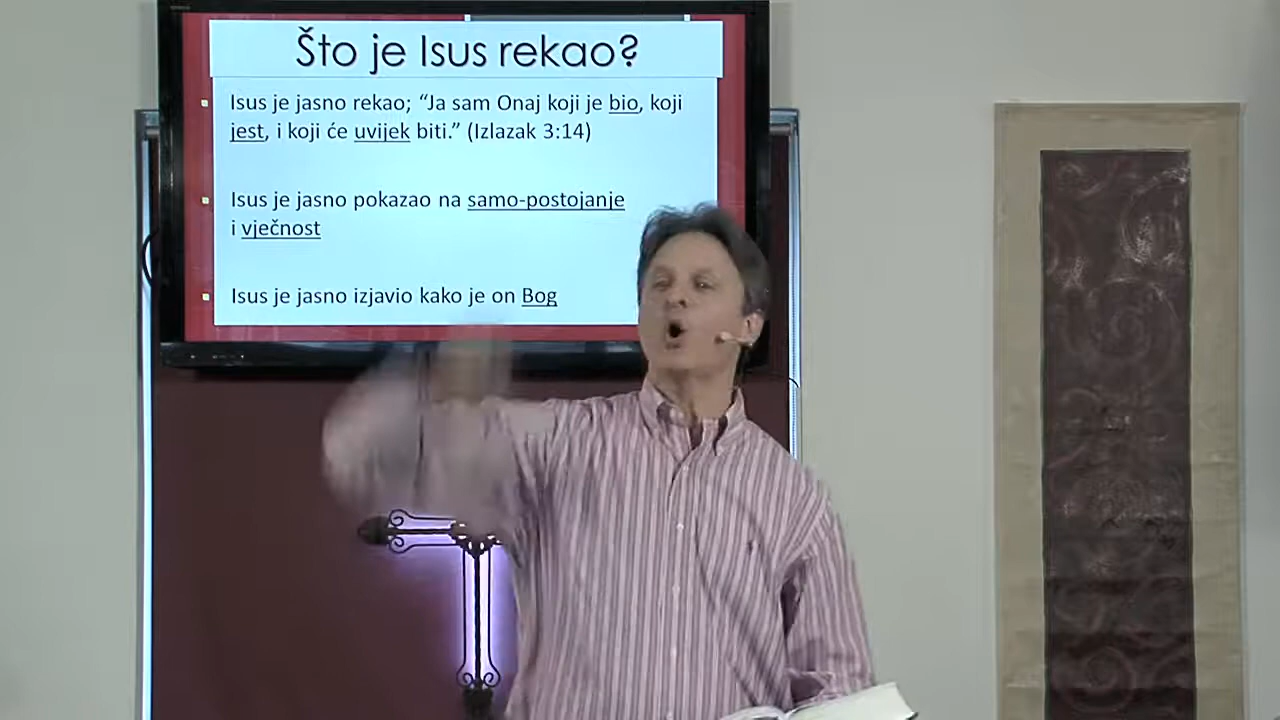 Što je Isus rekao?
Isus je jasno rekao; “Ja sam Onaj koji je bio, koji
jest, i koji će uvijek biti.” (Izlazak 3:14)
Isus je jasno pokazao na samo-postojanje
i vječnost
Isus je jasno izjavio kako je on Bog